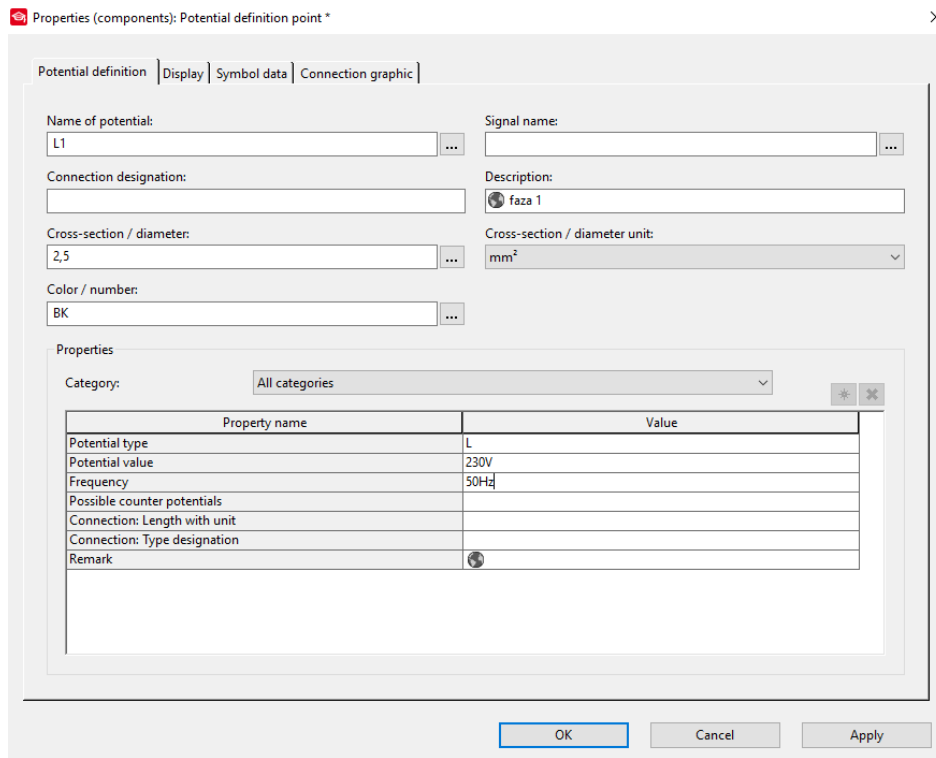 Properties (components): Potential definition point *
Potential definition Display Symbol data Connection graphic
Name of potential: Signal name:
L1 ... ...
Connection designation: Description:
faza 1
Cross-section / diameter: Cross-section / diameter unit:
2,5 ... mm²
Color / number:
BK ...
Properties
Category: All categories
Property name Value
Potential type L
Potential value 230V
Frequency 50Hz
Possible counter potentials
Connection: Length with unit
Connection: Type designation
Remark
OK Cancel Apply